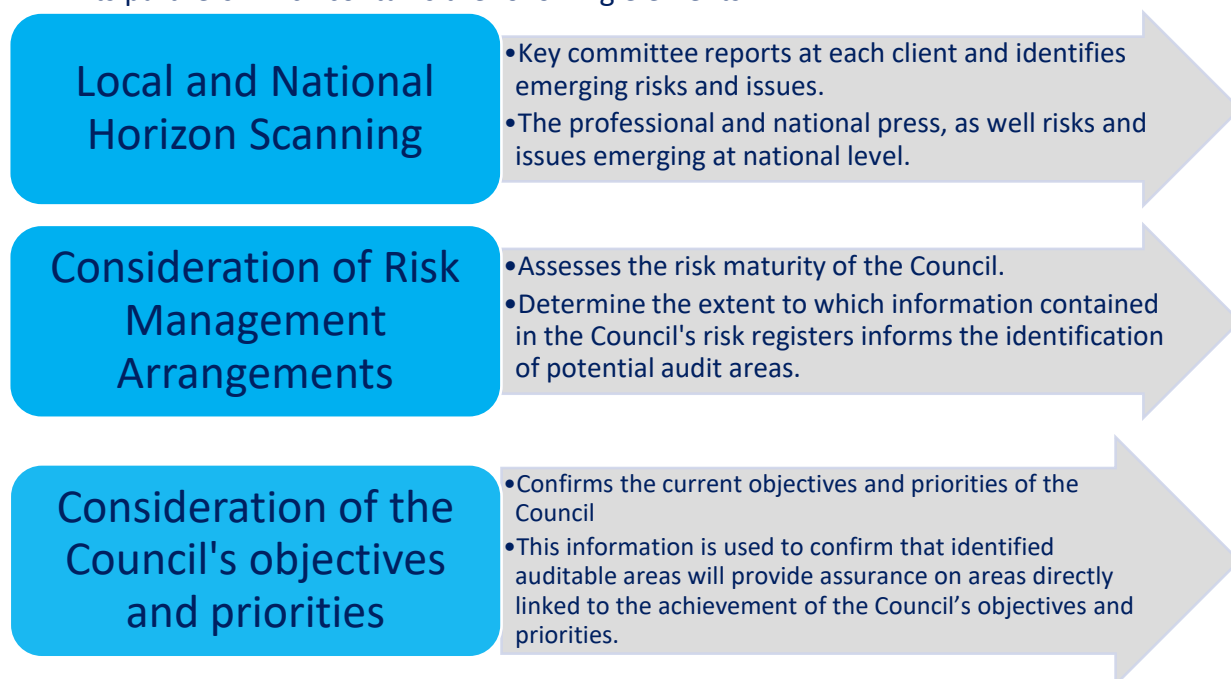 Local and National
Horizon Scanning
•Key committee reports at each client and identifies
emerging risks and issues.
•The professional and national press, as well risks and
issues emerging at national level.
Consideration of Risk
Management
Arrangements
•Assesses the risk maturity of the Council.
•Determine the extent to which information contained
in the Council's risk registers informs the identification
of potential audit areas.
Consideration of the
Council's objectives
and priorities
•Confirms the current objectives and priorities of the
Council
•This information is used to confirm that identified
auditable areas will provide assurance on areas directly
linked to the achievement of the Council’s objectives and
priorities.